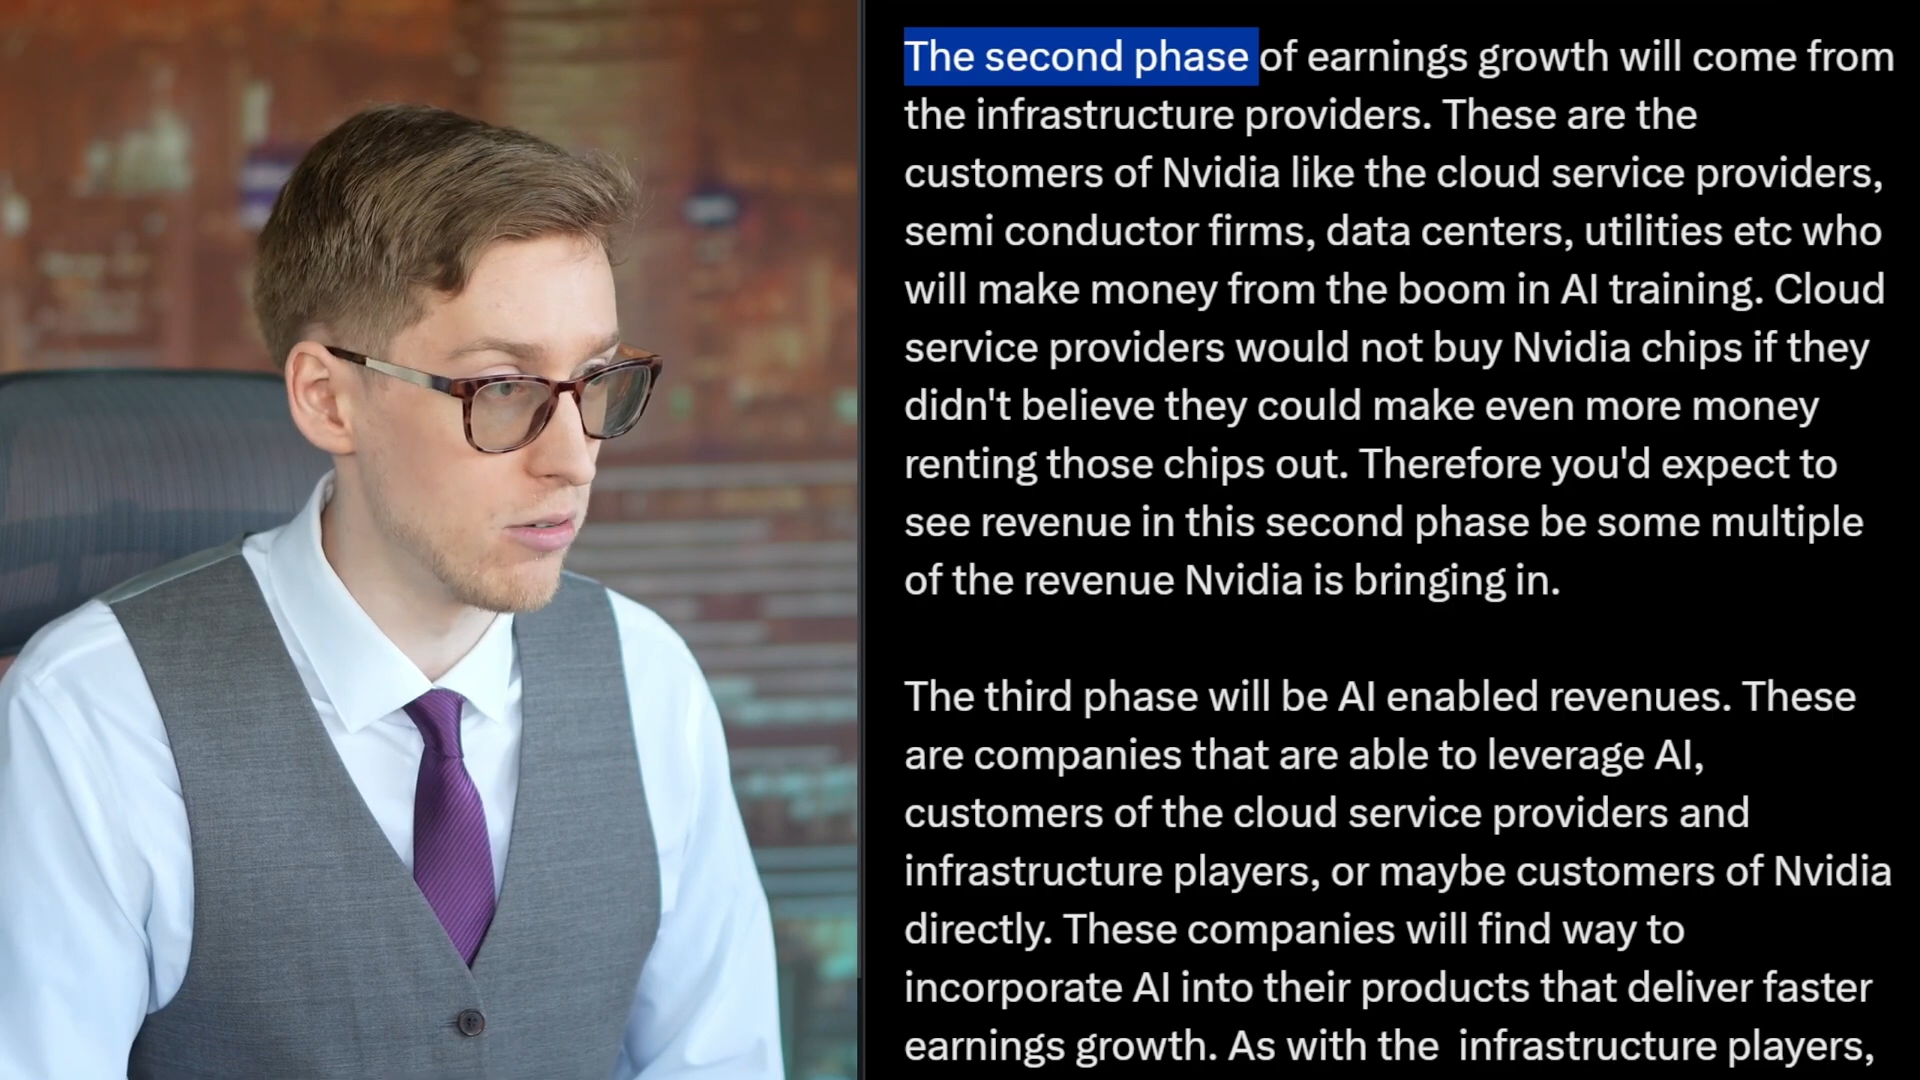 The second phase of earnings growth will come from
the infrastructure providers. These are the
customers of Nvidia like the cloud service providers,
semi conductor firms, data centers, utilities etc who
will make money from the boom in AI training. Cloud
service providers would not buy Nvidia chips if they
didn't believe they could make even more money
renting those chips out. Therefore you'd expect to
see revenue in this second phase be some multiple
of the revenue Nvidia is bringing in.
The third phase will be AI enabled revenues. These
are companies that are able to leverage AI,
customers of the cloud service providers and
infrastructure players, or maybe customers of Nvidia
directly. These companies will find way to
incorporate AI into their products that deliver faster
earnings growth. As with the  infrastructure players,